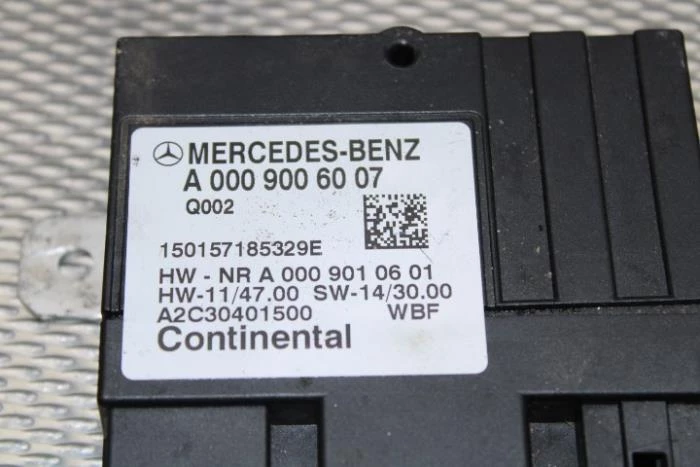 MERCEDES-BENZ
A 000 900 60 07
Q002
150157185329E
HW - NR A 000 901 06 01
HW-11/47.00 SW-14/30.00
A2C30401500 WBF
Continental